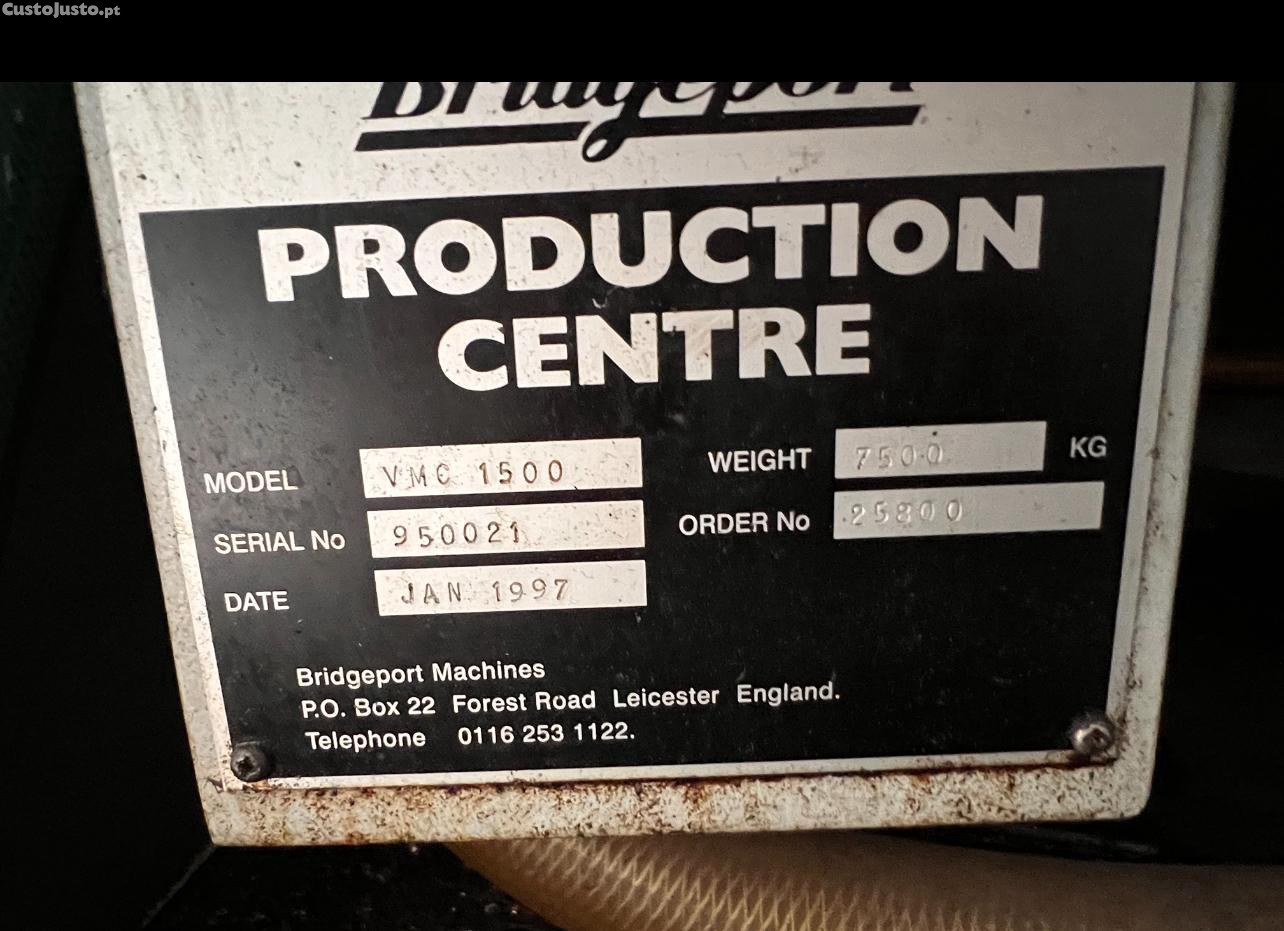 CustoJusto.pt
Bridgeport
PRODUCTION
CENTRE
MODEL VMC 1500 WEIGHT 7500 KG
SERIAL No 950021 ORDER No 25800
DATE JAN 1997
Bridgeport Machines
P.O. Box 22 Forest Road Leicester England.
Telephone 0116 253 1122.